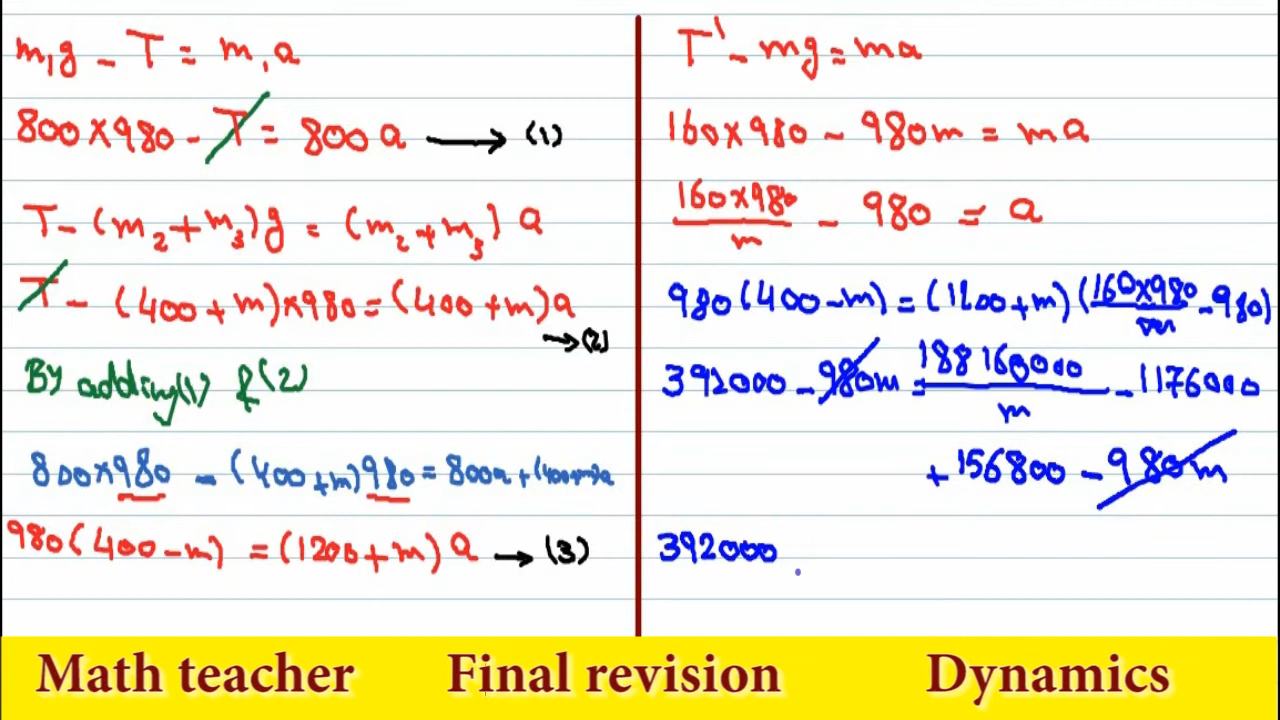 m₁g - T = m₁a
800×980 - T = 800a ⟶ (1)
T - (m₂+m₃)g = (m₂+m₃)a
T - (400+m)×980 = (400+m)a
→(2)
By adding (1) & (2)
800×980 - (400+m)980 = 800a + (400+m)a
980(400-m) = (1200+m)a → (3)
T' - mg = ma
160×980 - 980m = ma
160×980/m - 980 = a
980(400-m) = (1200+m)(160×980/m - 980)
392000 - 980m = 188160000/m - 1176000
+ 156800 - 980m
392000
Math teacher Final revision Dynamics